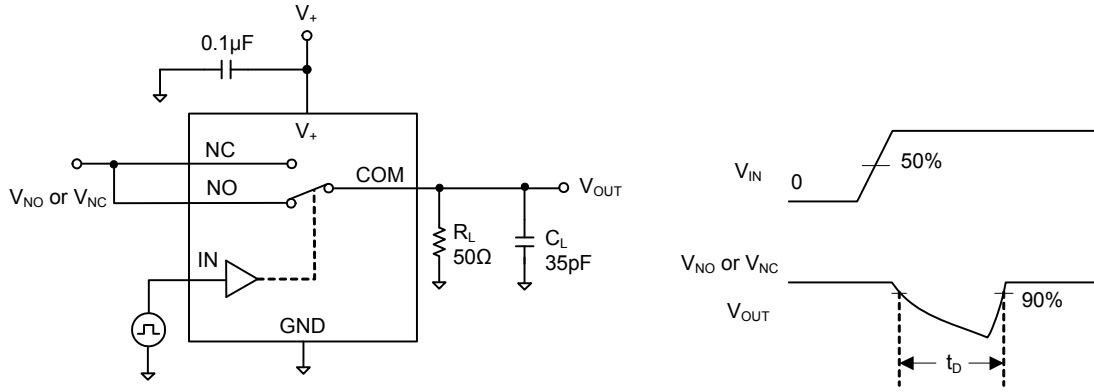 V+
0.1µF
V+
NC
COM
NO
VNO or VNC
VOUT
RL
50Ω
CL
35pF
IN
GND
VIN
0
50%
VNO or VNC
VOUT
90%
tD